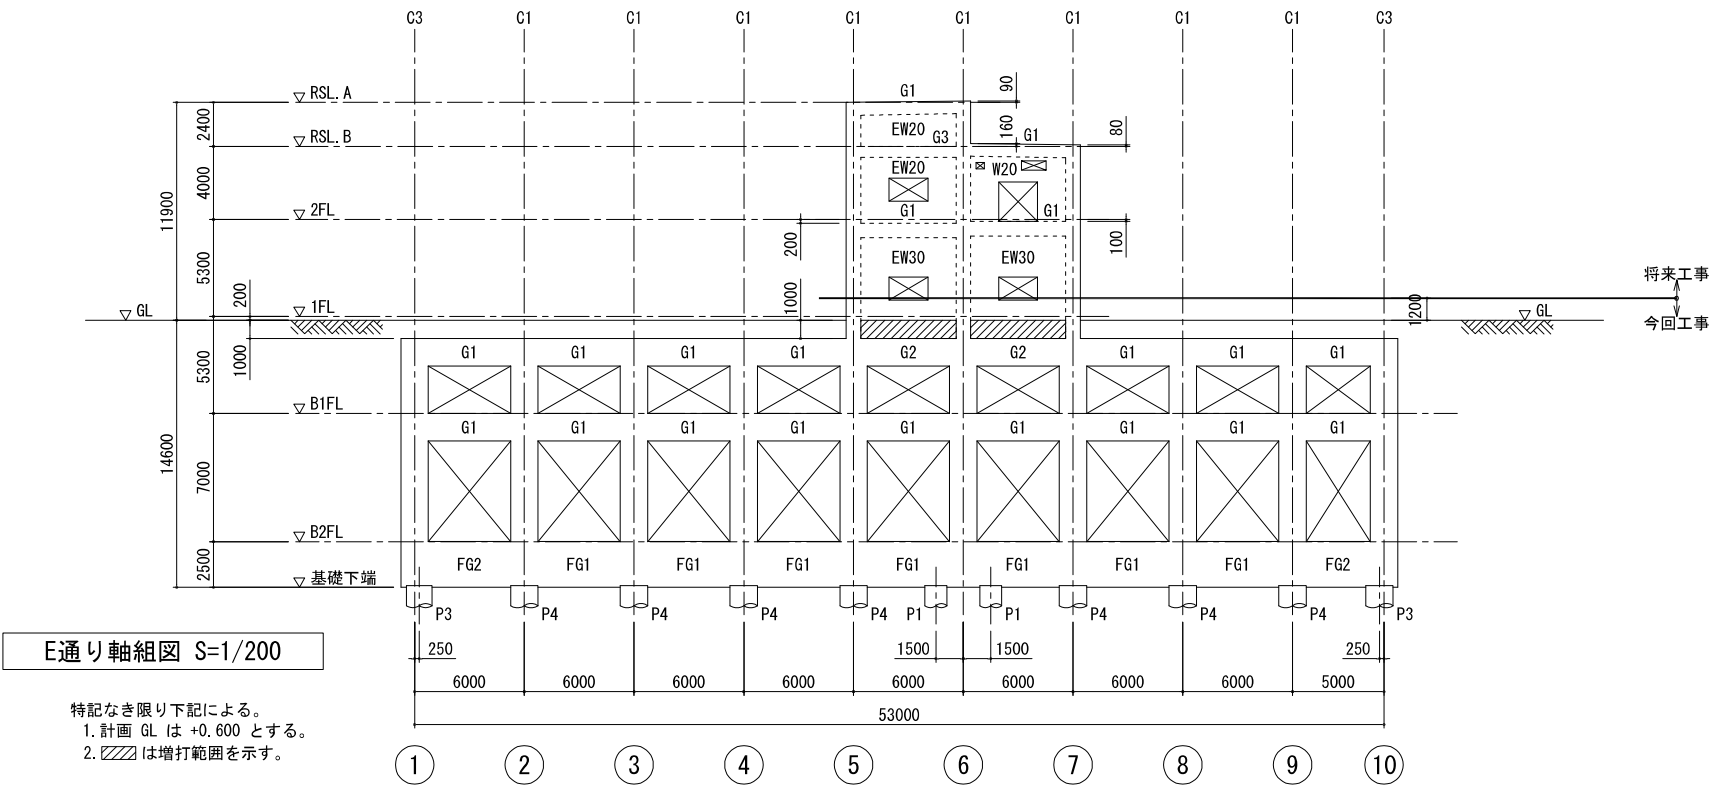 C3 C1 C1 C1 C1 C1 C1 C1 C1 C3
RSL.A
G1
90
2400
EW20
G3
160
G1
80
RSL.B
4000
EW20
W20
11900
2FL
G1
G1
200
100
5300
EW30
EW30
将来工事
200
1FL
1000
1200
GL
GL
今回工事
1000
5300
G1 G1 G1 G1 G2 G2 G1 G1 G1
B1FL
G1 G1 G1 G1 G1 G1 G1 G1 G1
14600
7000
B2FL
2500
FG2 FG1 FG1 FG1 FG1 FG1 FG1 FG1 FG2
基礎下端
P3 P4 P4 P4 P4 P1 P1 P4 P4 P4 P3
E通り軸組図 S=1/200
250 1500 1500 250
6000 6000 6000 6000 6000 6000 6000 6000 5000
53000
特記なき限り下記による。
1.計画 GL は +0.600 とする。
2. は増打範囲を示す。
1 2 3 4 5 6 7 8 9 10